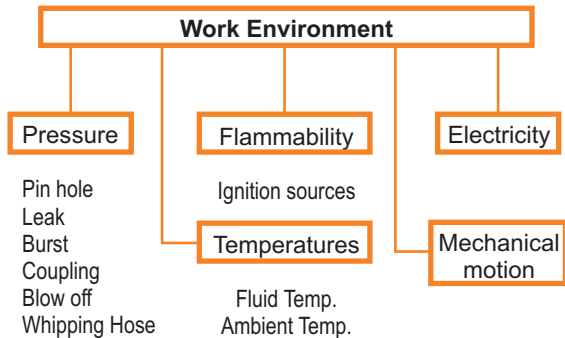 Work Environment
Pressure
Pin hole
Leak
Burst
Coupling
Blow off
Whipping Hose
Flammability
Ignition sources
Temperatures
Fluid Temp.
Ambient Temp.
Electricity
Mechanical
motion